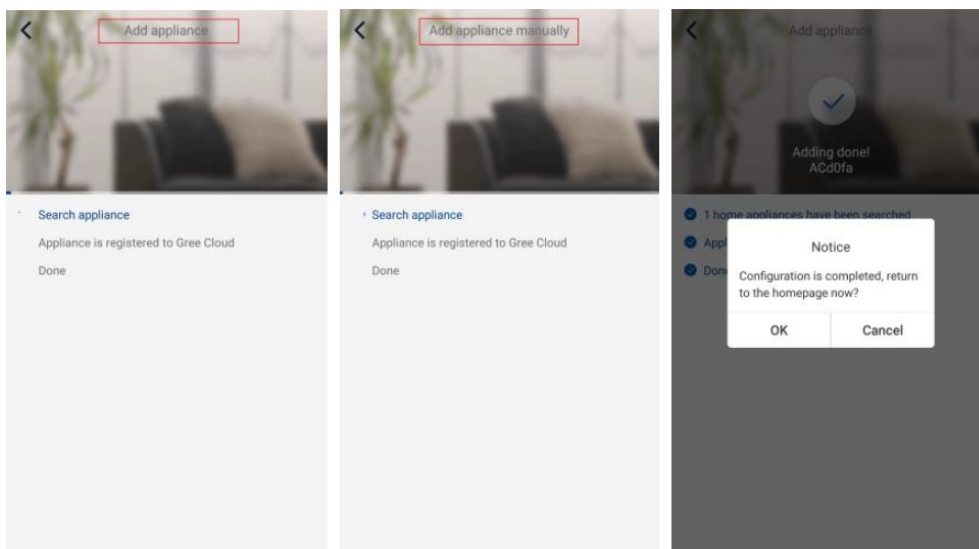 Add appliance
Search appliance
Appliance is registered to Gree Cloud
Done
Add appliance manually
Search appliance
Appliance is registered to Gree Cloud
Done
Add appliance
Adding done!
ACd0fa
1 home appliances have been searched
Appl
Done
Notice
Configuration is completed, return
to the homepage now?
OK Cancel